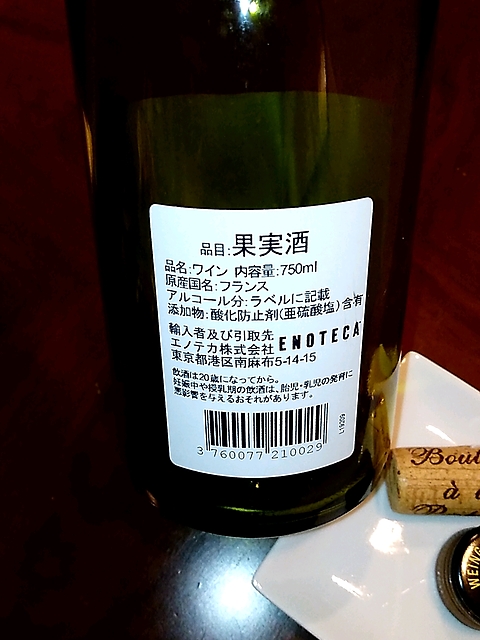 品目:果実酒
品名:ワイン 内容量:750ml
原産国名:フランス
アルコール分:ラベルに記載
添加物:酸化防止剤(亜硫酸塩)含有
輸入者及び引取先
エノテカ株式会社 ENOTECA
東京都港区南麻布5-14-15
飲酒は20歳になってから。
妊娠中や授乳期の飲酒は、胎児・乳児の発育に
悪影響を与えるおそれがあります。
3 760077 210029
Bout
à
WEIN